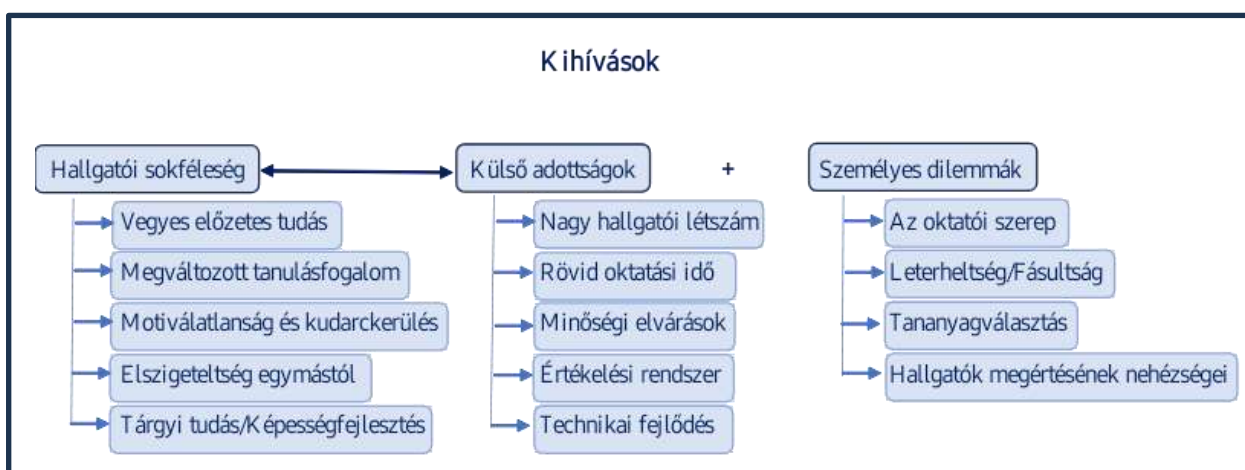 Kihívások
Hallgatói sokféleség
Vegyes előzetes tudás
Megváltozott tanulásfogalom
Motiválatlanság és kudarckerülés
Elszigeteltség egymástól
Tárgyi tudás/Képességfejlesztés
Külső adottságok
Nagy hallgatói létszám
Rövid oktatási idő
Minőségi elvárások
Értékelési rendszer
Technikai fejlődés
+
Személyes dilemmák
Az oktatói szerep
Leterheltség/Fásultság
Tananyagválasztás
Hallgatók megértésének nehézségei